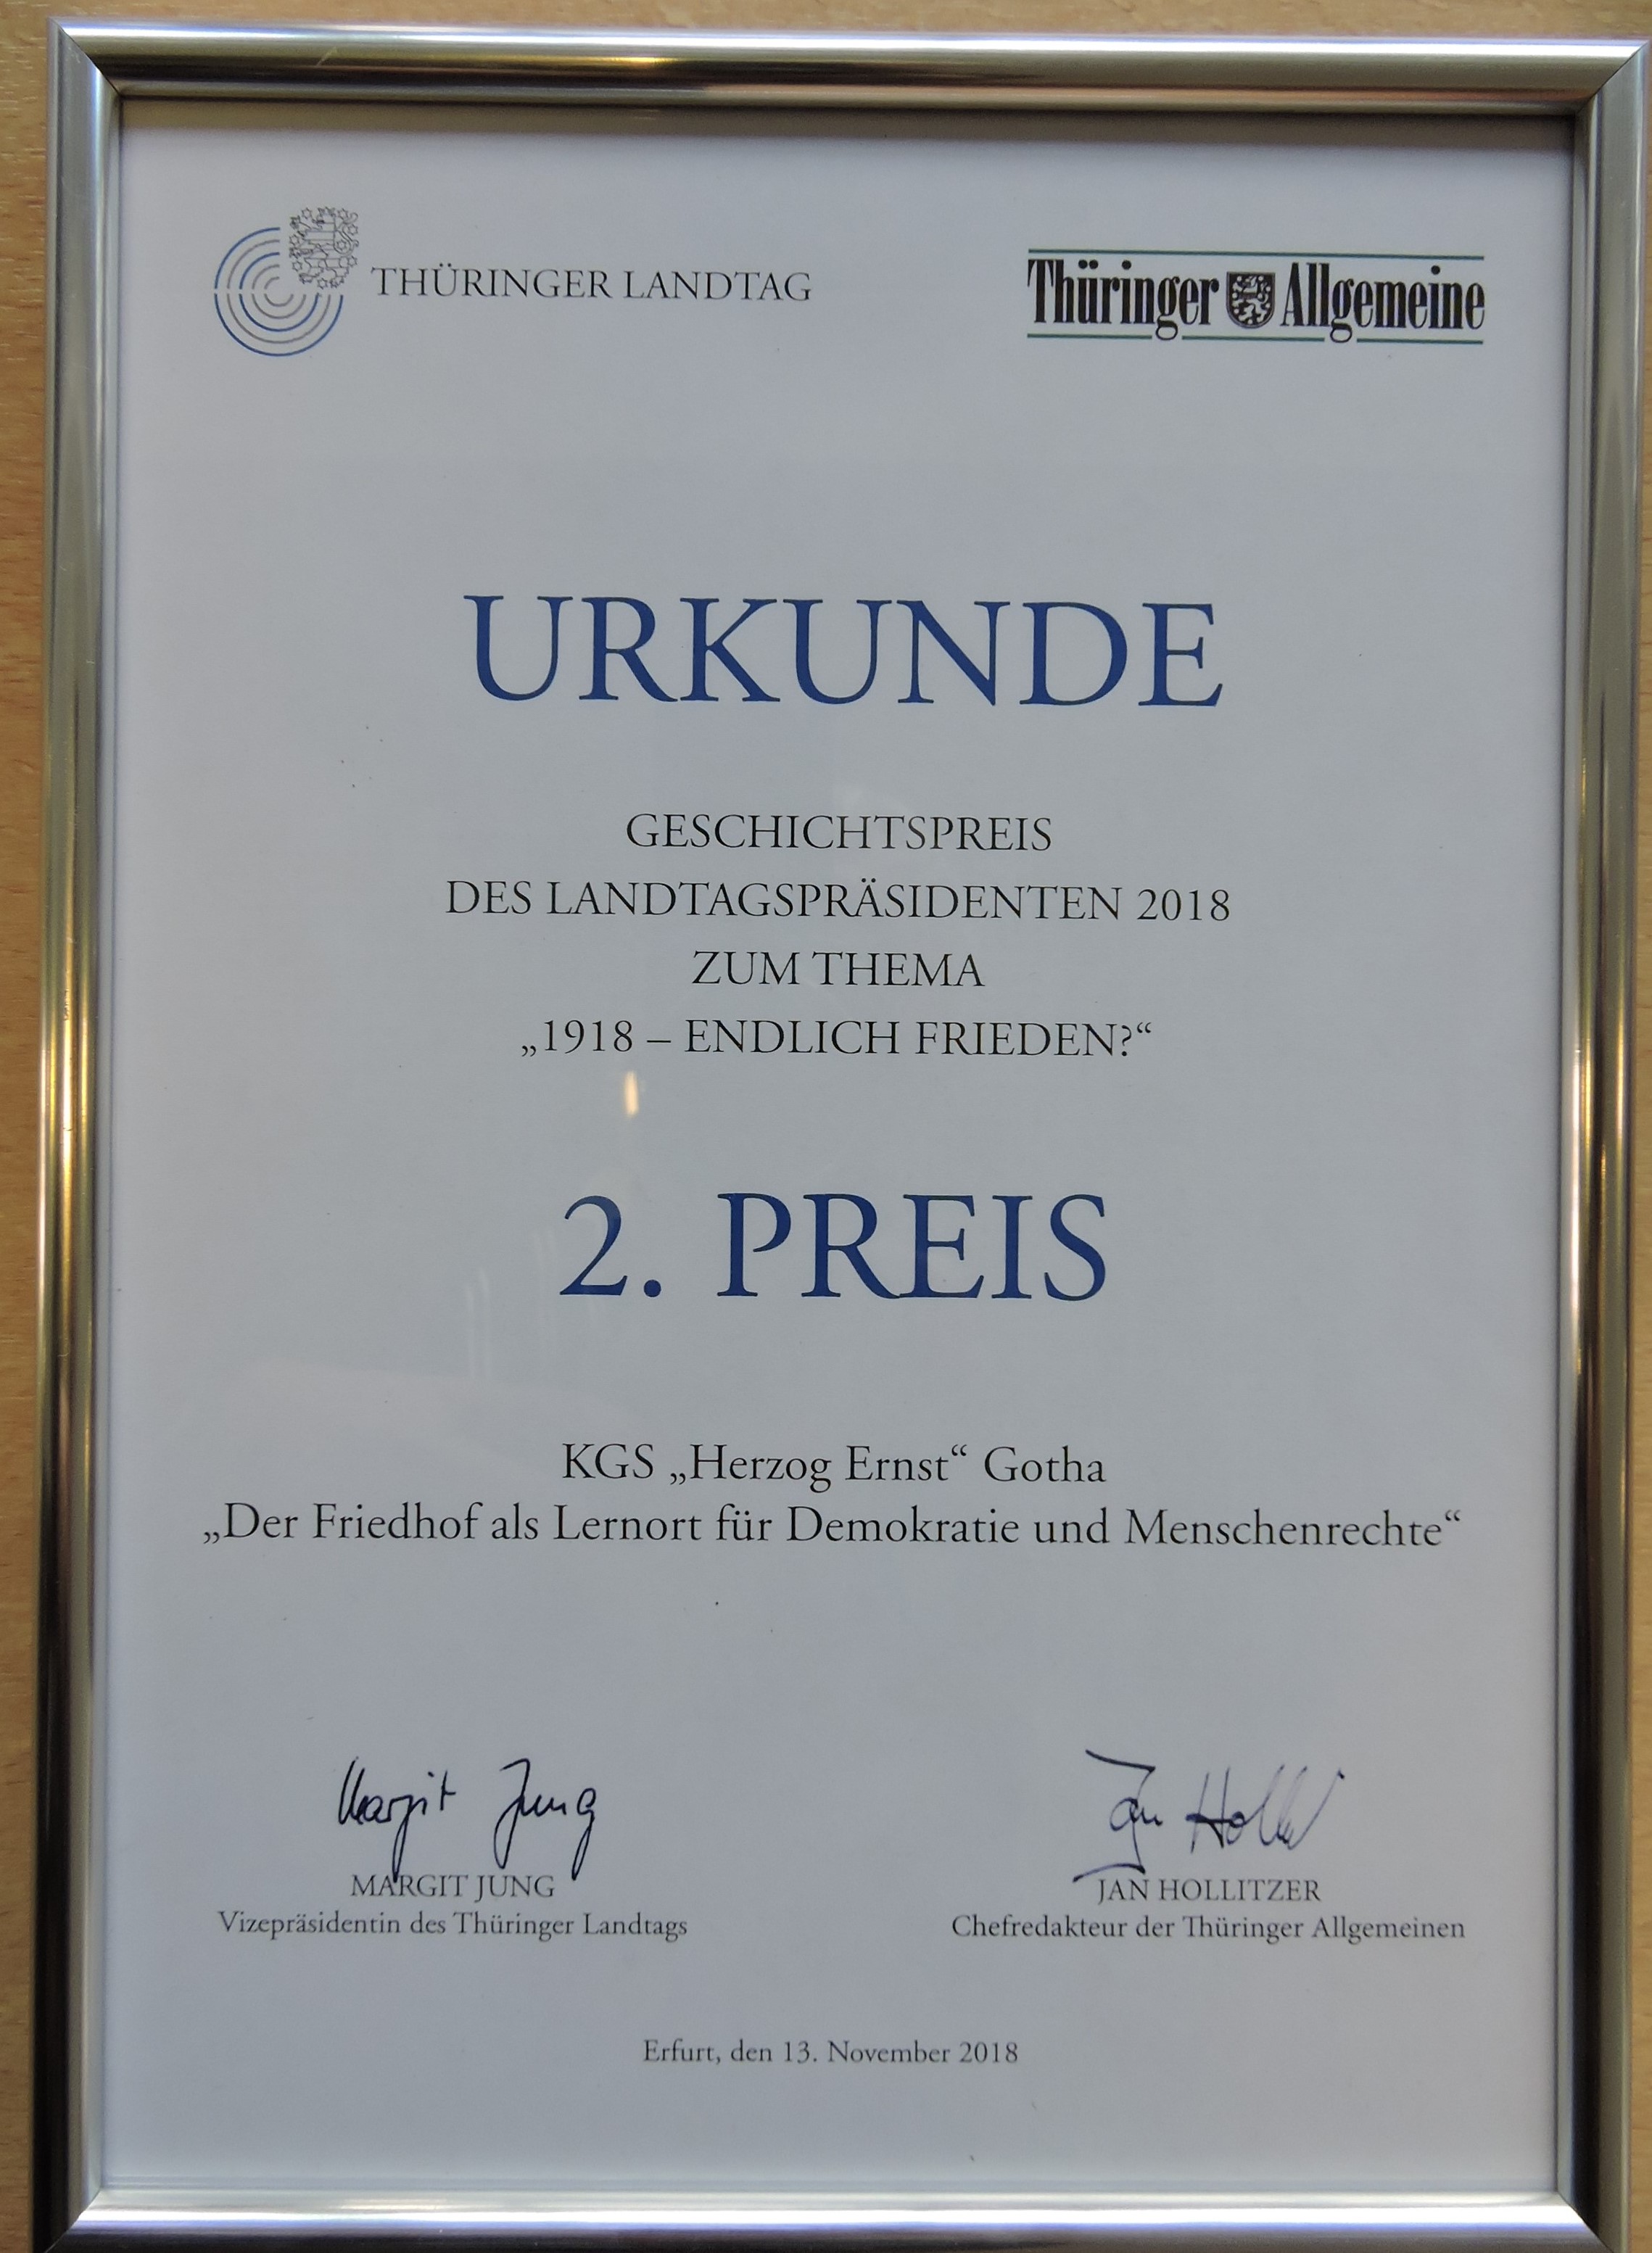 THÜRINGER LANDTAG
Thüringer Allgemeine
URKUNDE
GESCHICHTSPREIS
DES LANDTAGSPRÄSIDENTEN 2018
ZUM THEMA
„1918 – ENDLICH FRIEDEN?“
2. PREIS
KGS „Herzog Ernst“ Gotha
„Der Friedhof als Lernort für Demokratie und Menschenrechte“
Margit Jung
Jan Holl
MARGIT JUNG
JAN HOLLITZER
Vizepräsidentin des Thüringer Landtags
Chefredakteur der Thüringer Allgemeinen
Erfurt, den 13. November 2018